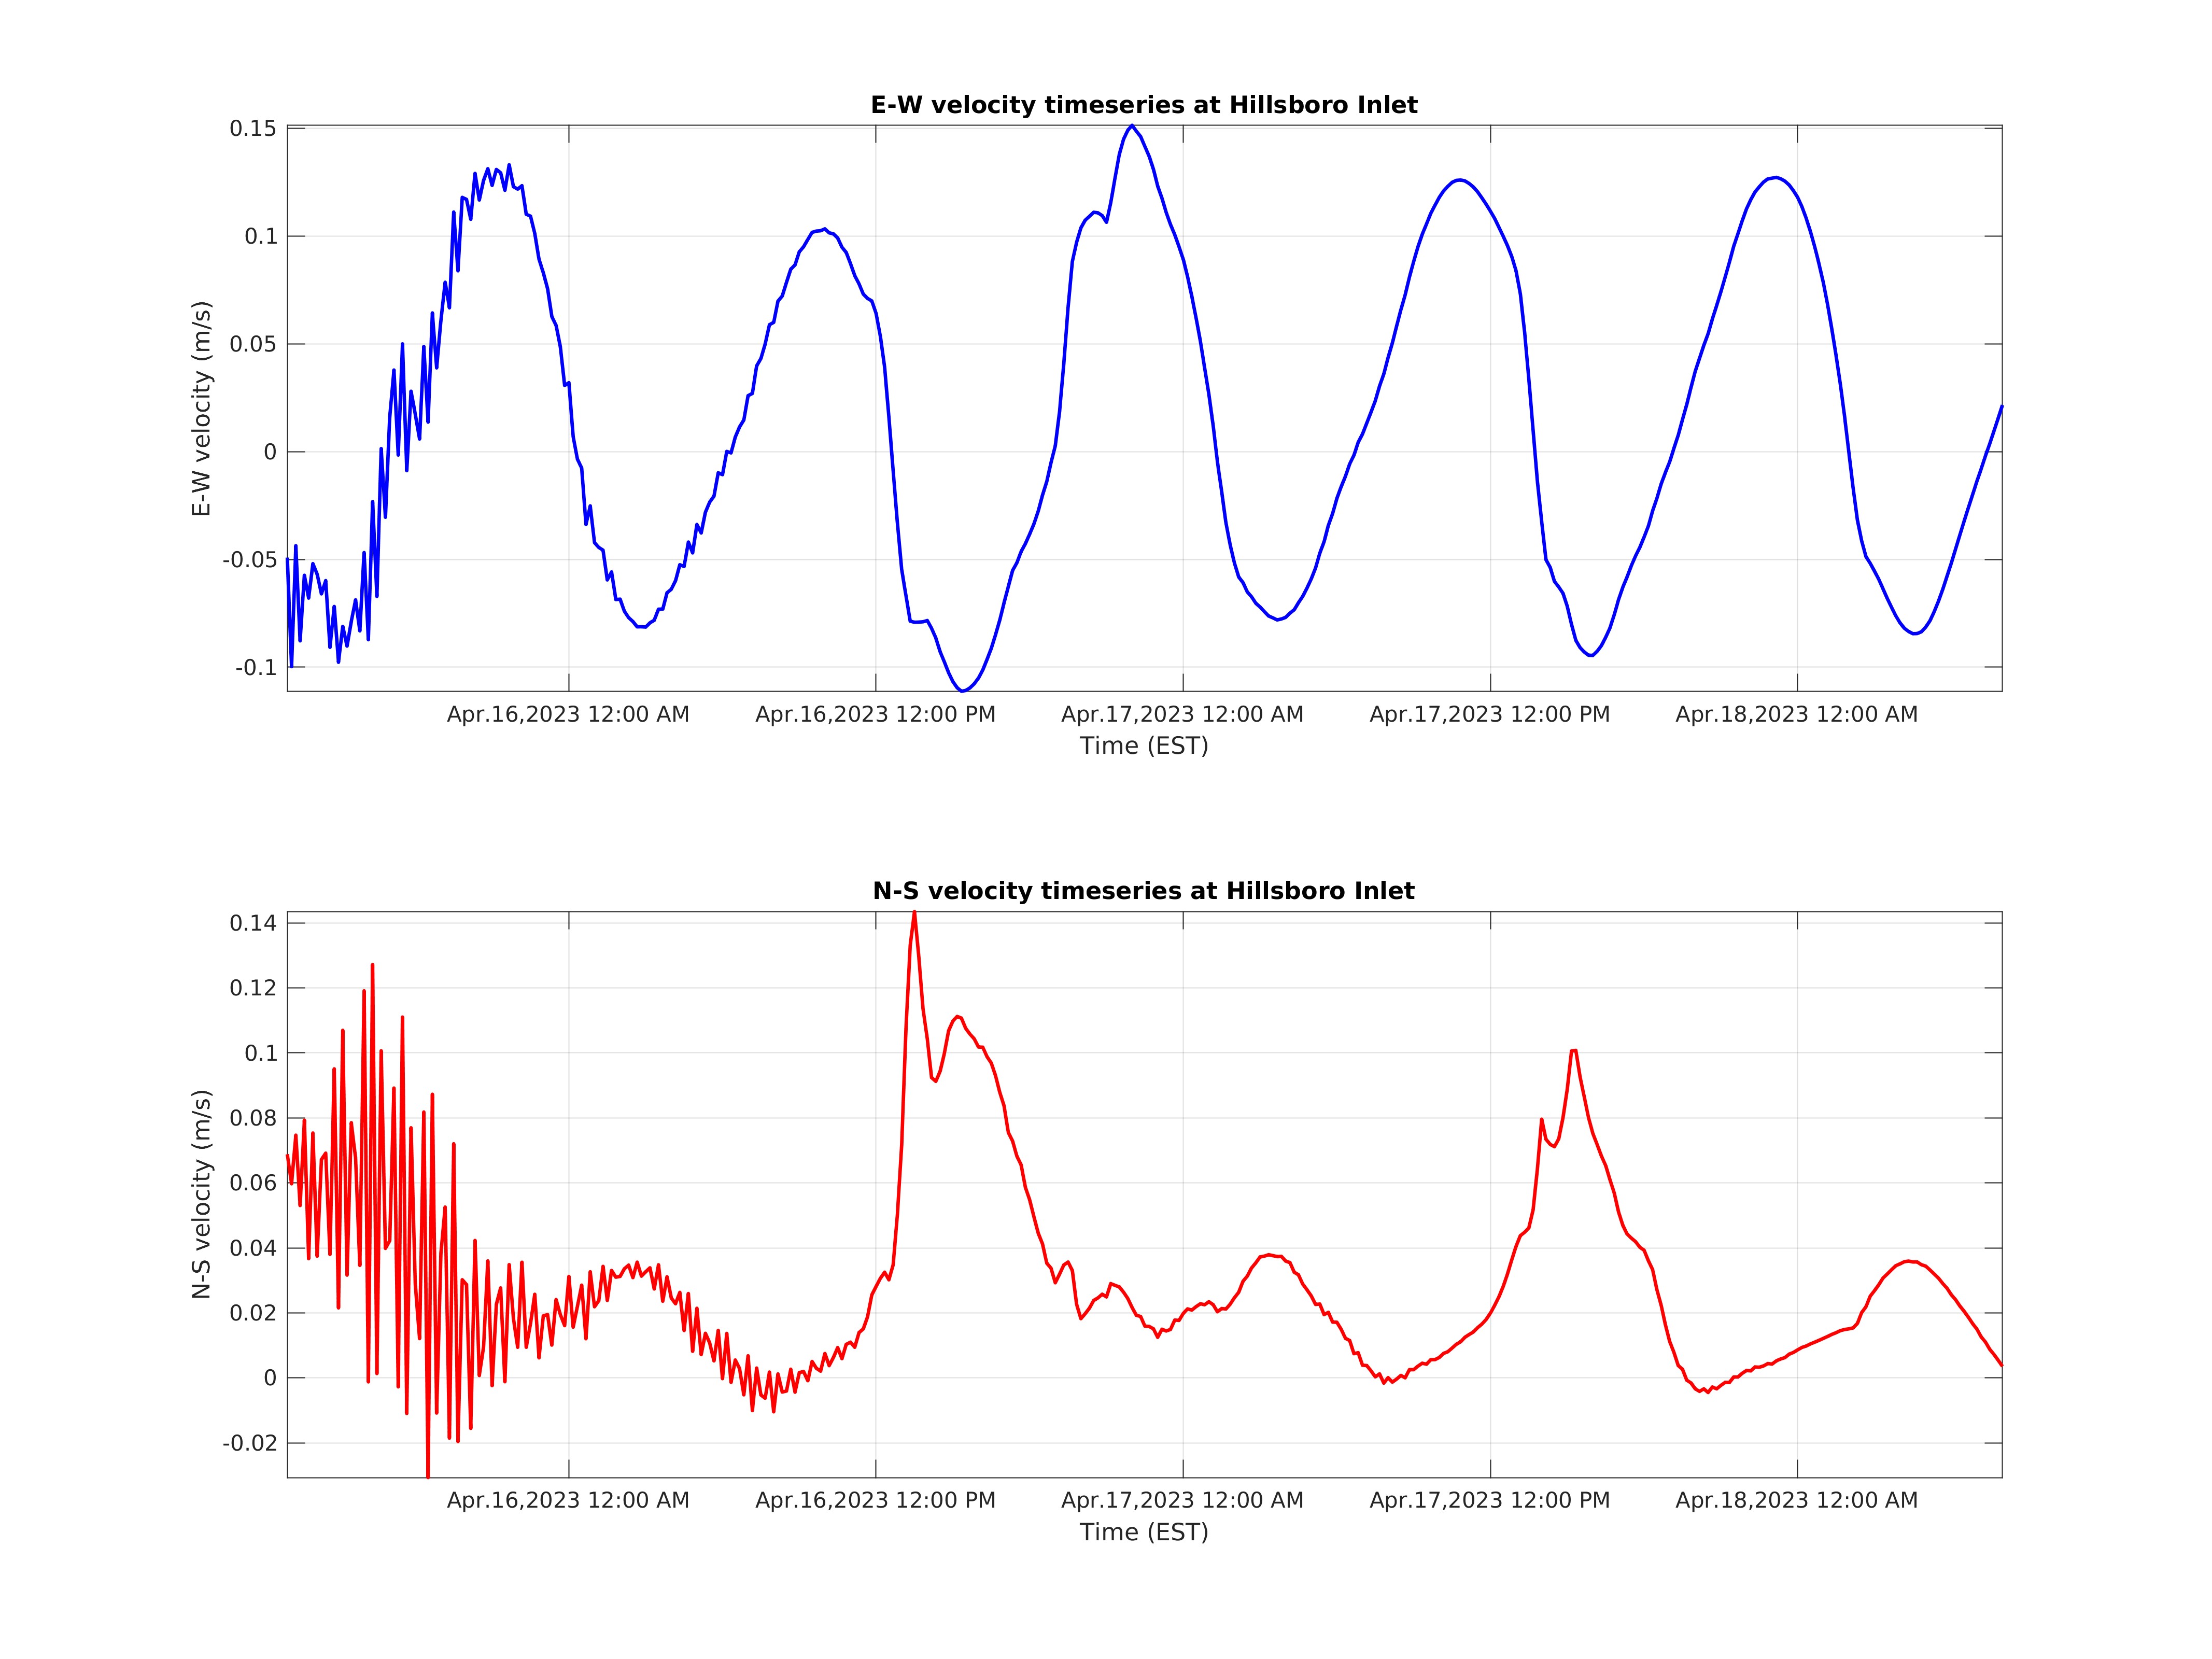 E-W velocity timeseries at Hillsboro Inlet
0.15
0.1
0.05
0
-0.05
-0.1
E-W velocity (m/s)
Apr.16,2023 12:00 AM Apr.16,2023 12:00 PM Apr.17,2023 12:00 AM Apr.17,2023 12:00 PM Apr.18,2023 12:00 AM
Time (EST)
N-S velocity timeseries at Hillsboro Inlet
0.14
0.12
0.1
0.08
0.06
0.04
0.02
0
-0.02
N-S velocity (m/s)
Apr.16,2023 12:00 AM Apr.16,2023 12:00 PM Apr.17,2023 12:00 AM Apr.17,2023 12:00 PM Apr.18,2023 12:00 AM
Time (EST)